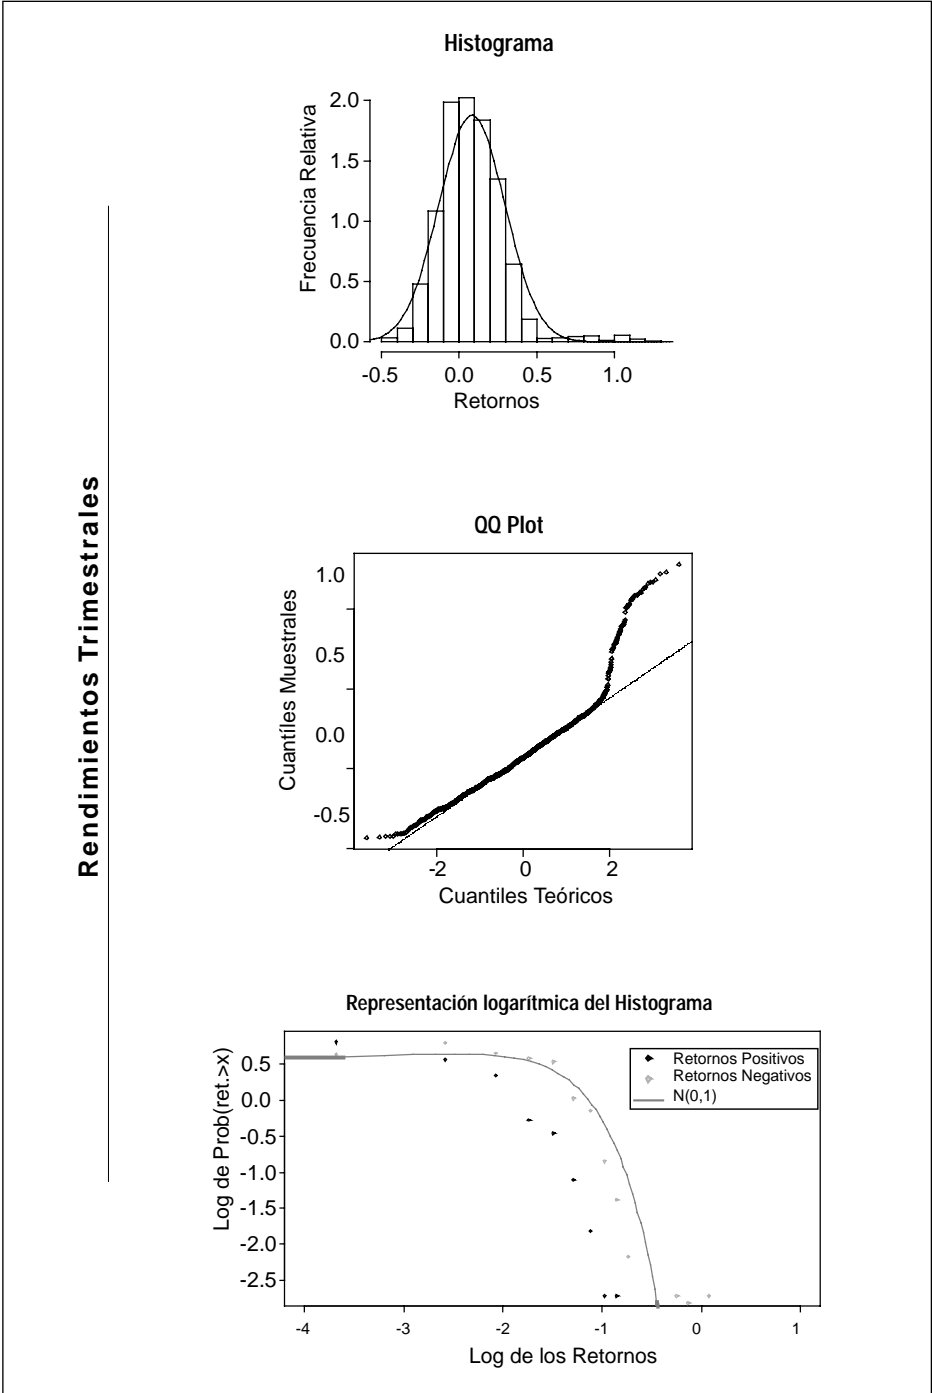 Rendimientos Trimestrales
Histograma
Frecuencia Relativa
2.0
1.5
1.0
0.5
0.0
-0.5 0.0 0.5 1.0
Retornos
QQ Plot
Cuantíles Muestrales
1.0
0.5
0.0
-0.5
-2 0 2
Cuantiles Teóricos
Representación logarítmica del Histograma
Log de Prob(ret.>x)
0.5
0.0
-0.5
-1.0
-1.5
-2.0
-2.5
Retornos Positivos
Retornos Negativos
N(0,1)
-4 -3 -2 -1 0 1
Log de los Retornos